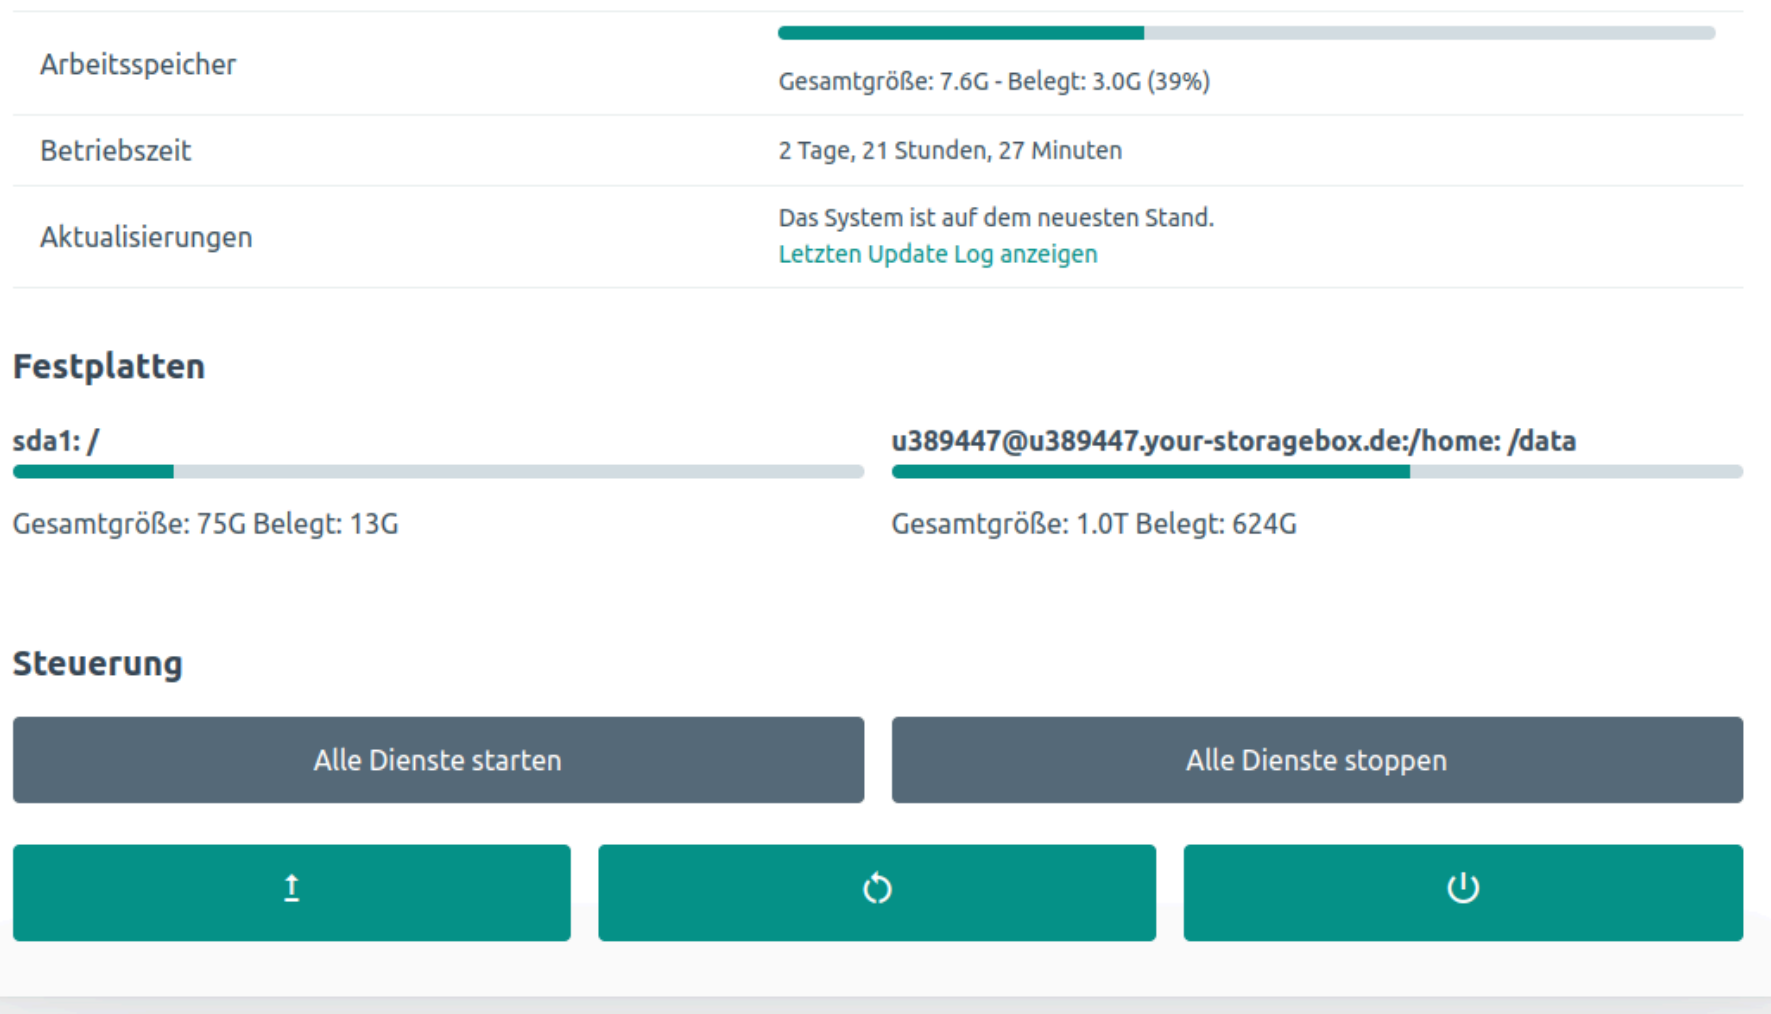 Arbeitsspeicher
Gesamtgröße: 7.6G - Belegt: 3.0G (39%)
Betriebszeit
2 Tage, 21 Stunden, 27 Minuten
Aktualisierungen
Das System ist auf dem neuesten Stand.
Letzten Update Log anzeigen
Festplatten
sda1: /
Gesamtgröße: 75G Belegt: 13G
u389447@u389447.your-storagebox.de:/home: /data
Gesamtgröße: 1.0T Belegt: 624G
Steuerung
Alle Dienste starten
Alle Dienste stoppen